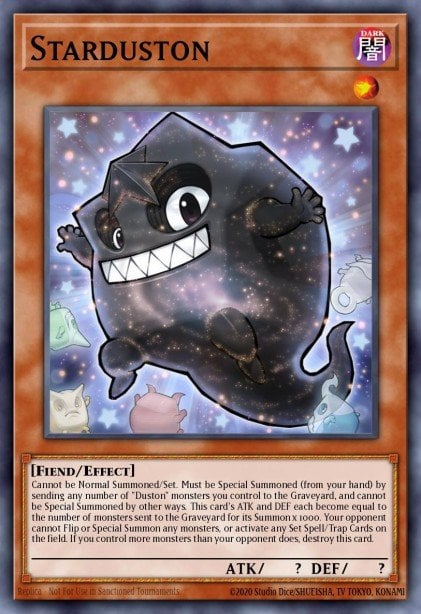 STARDUSTON
DARK
闇
[FIEND/EFFECT]
Cannot be Normal Summoned/Set. Must be Special Summoned (from your hand) by
sending any number of "Duston" monsters you control to the Graveyard, and cannot
be Special Summoned by other ways. This card's ATK and DEF each become equal to
the number of monsters sent to the Graveyard for its Summon x 1000. Your opponent
cannot Flip or Special Summon any monsters, or activate any Set Spell/Trap Cards on
the field. If you control more monsters than your opponent does, destroy this card.
ATK/ ? DEF/ ?
Replica - Not For Use in Sanctioned Tournaments
©2020 Studio Dice/SHUEISHA, TV TOKYO, KONAMI